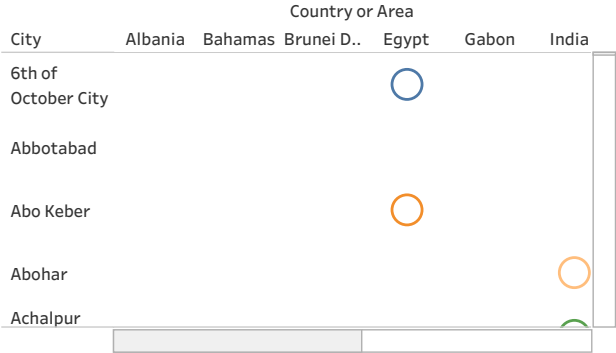 Country or Area
City Albania Bahamas Brunei D.. Egypt Gabon India
6th of
October City
Abbotabad
Abo Keber
Abohar
Achalpur